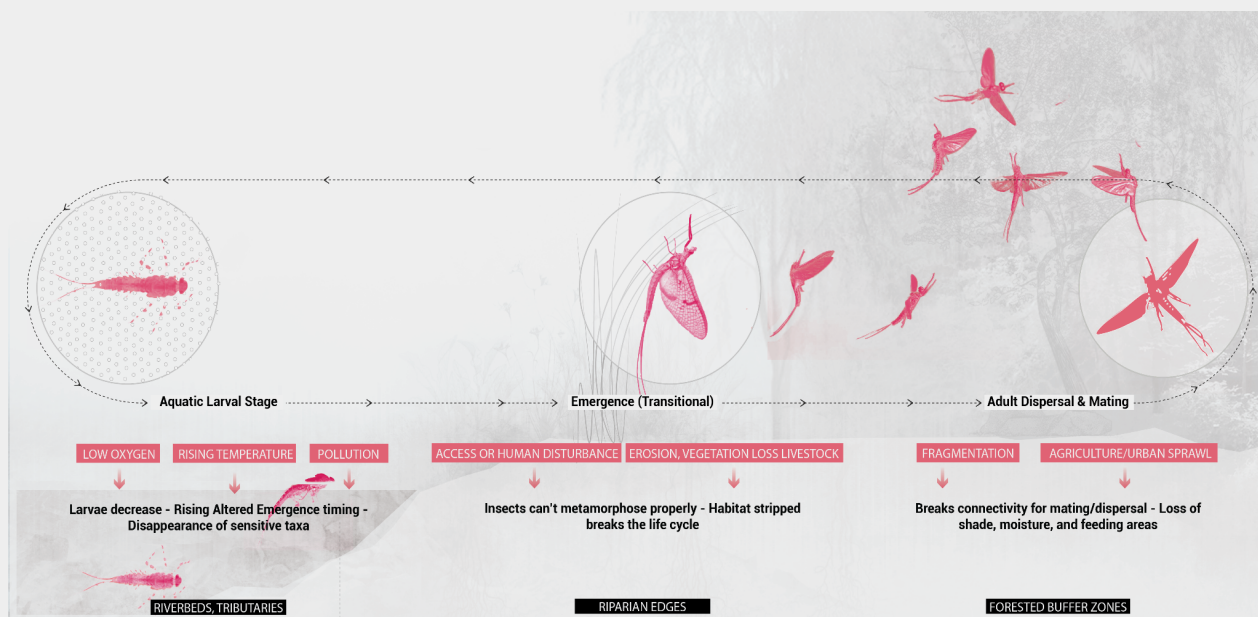 Aquatic Larval Stage
Emergence (Transitional)
Adult Dispersal & Mating
LOW OXYGEN
RISING TEMPERATURE
POLLUTION
ACCESS OR HUMAN DISTURBANCE
EROSION, VEGETATION LOSS LIVESTOCK
FRAGMENTATION
AGRICULTURE/URBAN SPRAWL
Larvae decrease - Rising Altered Emergence timing -
Disappearance of sensitive taxa
Insects can't metamorphose properly - Habitat stripped
breaks the life cycle
Breaks connectivity for mating/dispersal - Loss of
shade, moisture, and feeding areas
RIVERBEDS, TRIBUTARIES
RIPARIAN EDGES
FORESTED BUFFER ZONES